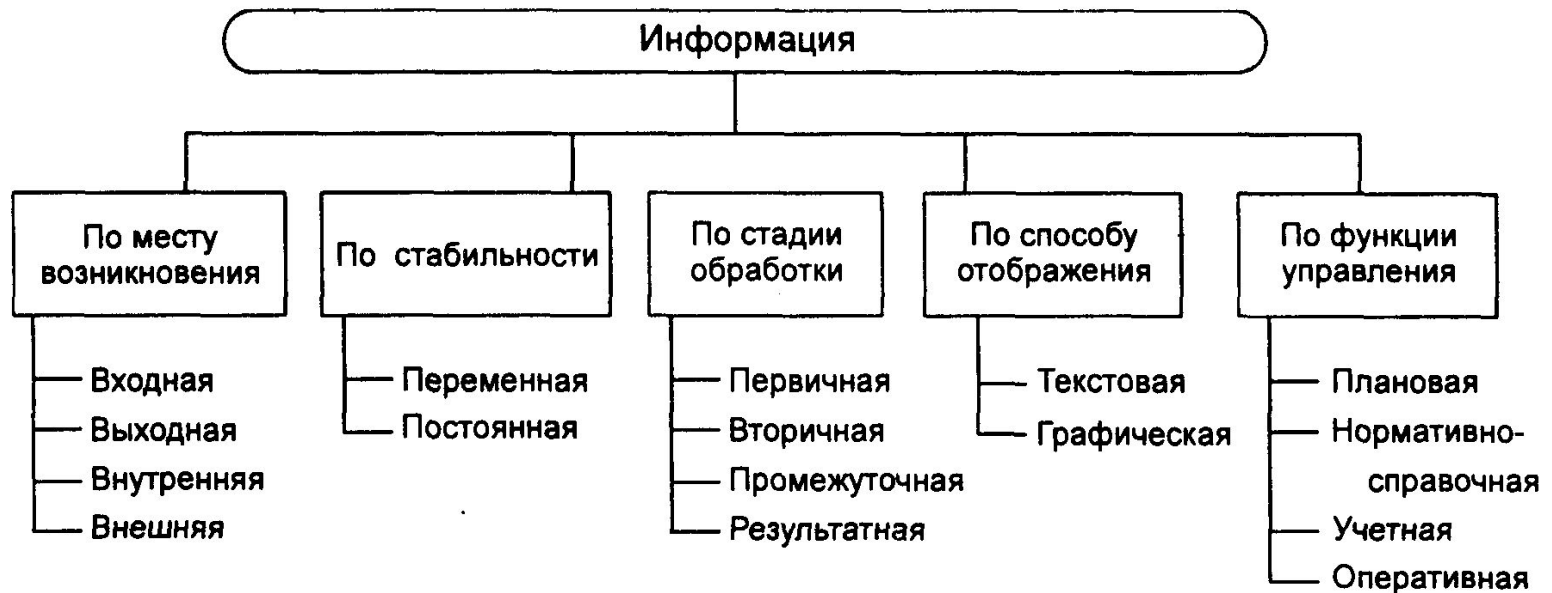 Информация
По месту
возникновения
Входная
Выходная
Внутренняя
Внешняя
По стабильности
Переменная
Постоянная
По стадии
обработки
Первичная
Вторичная
Промежуточная
Результатная
По способу
отображения
Текстовая
Графическая
По функции
управления
Плановая
Нормативно-
справочная
Учетная
Оперативная